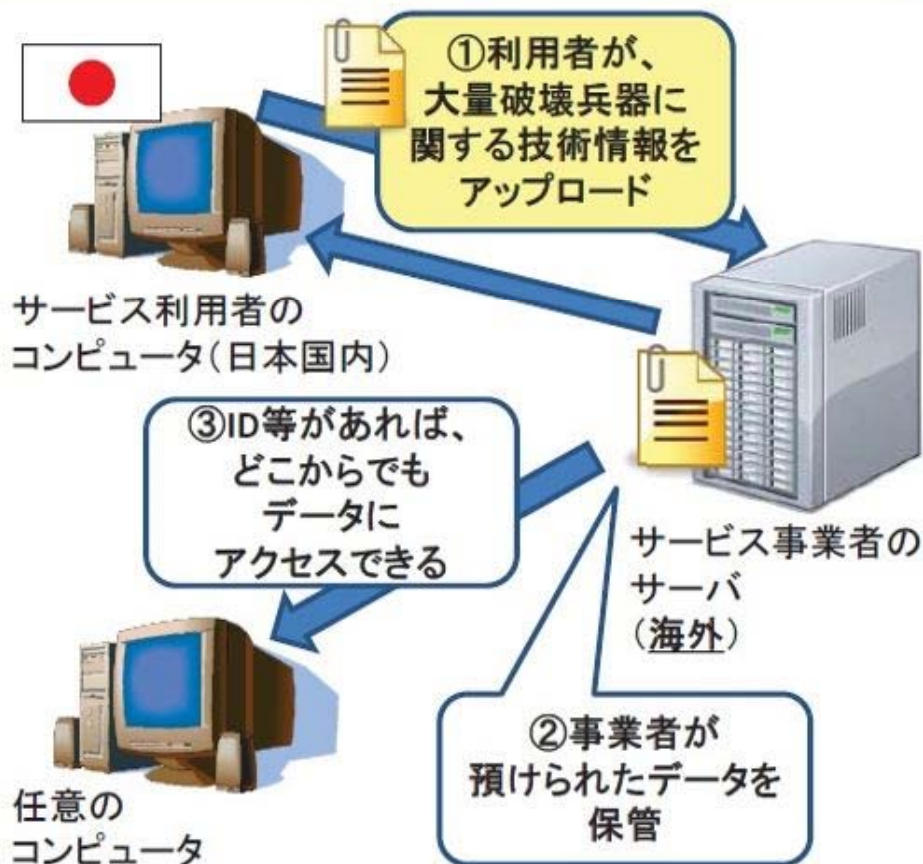 ①利用者が、
大量破壊兵器に
関する技術情報を
アップロード
サービス利用者の
コンピュータ(日本国内)
③ID等があれば、
どこからでも
データに
アクセスできる
サービス事業者の
サーバ
(海外)
②事業者が
預けられたデータを
保管
任意の
コンピュータ